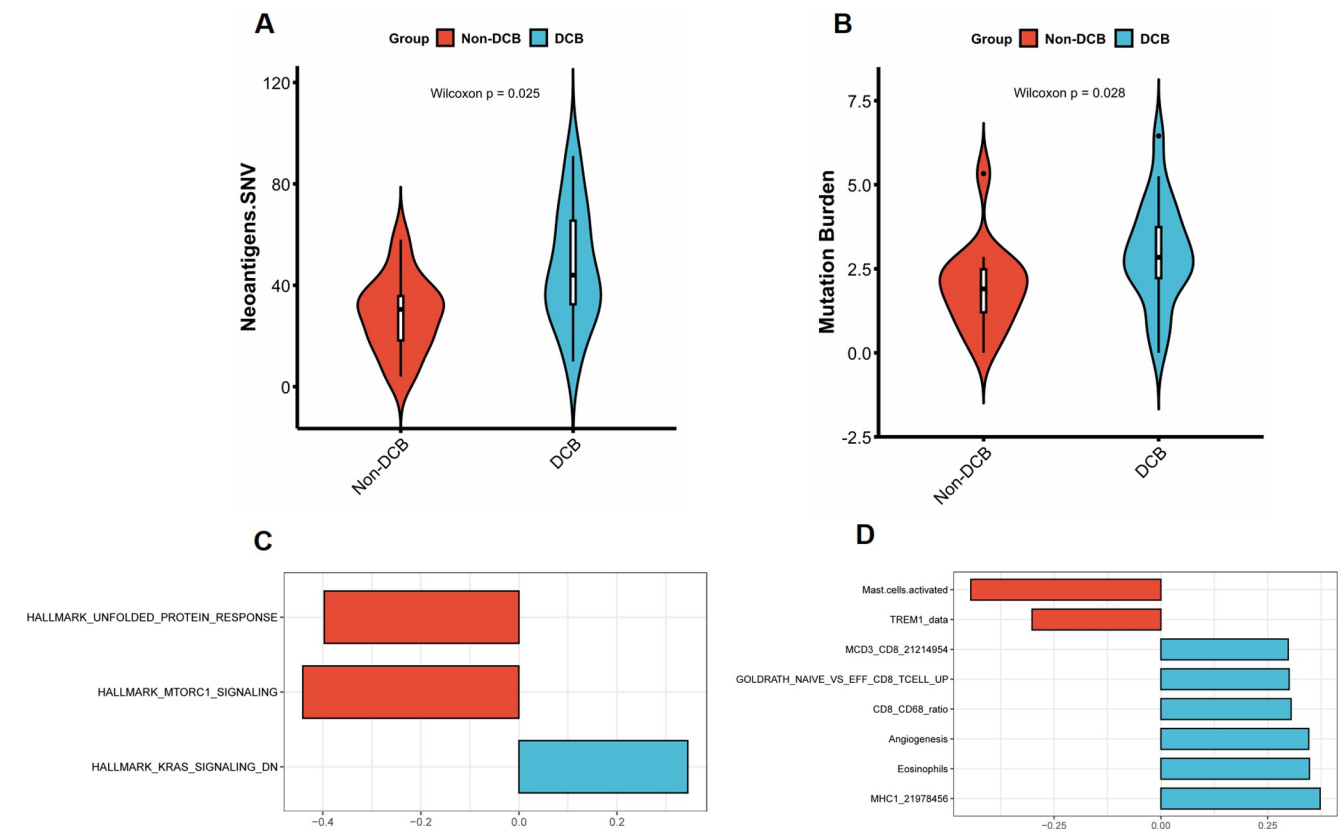 A
Group Non-DCB DCB
Wilcoxon p = 0.025
Neoantigens.SNV
120
80
40
0
Non-DCB
DCB
B
Group Non-DCB DCB
Wilcoxon p = 0.028
Mutation Burden
7.5
5.0
2.5
0.0
-2.5
Non-DCB
DCB
C
HALLMARK_UNFOLDED_PROTEIN_RESPONSE
HALLMARK_MTORC1_SIGNALING
HALLMARK_KRAS_SIGNALING_DN
−0.4 −0.2 0.0 0.2
D
Mast.cells.activated
TREM1_data
MCD3_CD8_21214954
GOLDRATH_NAIVE_VS_EFF_CD8_TCELL_UP
CD8_CD68_ratio
Angiogenesis
Eosinophils
MHC1_21978456
−0.25 0.00 0.25